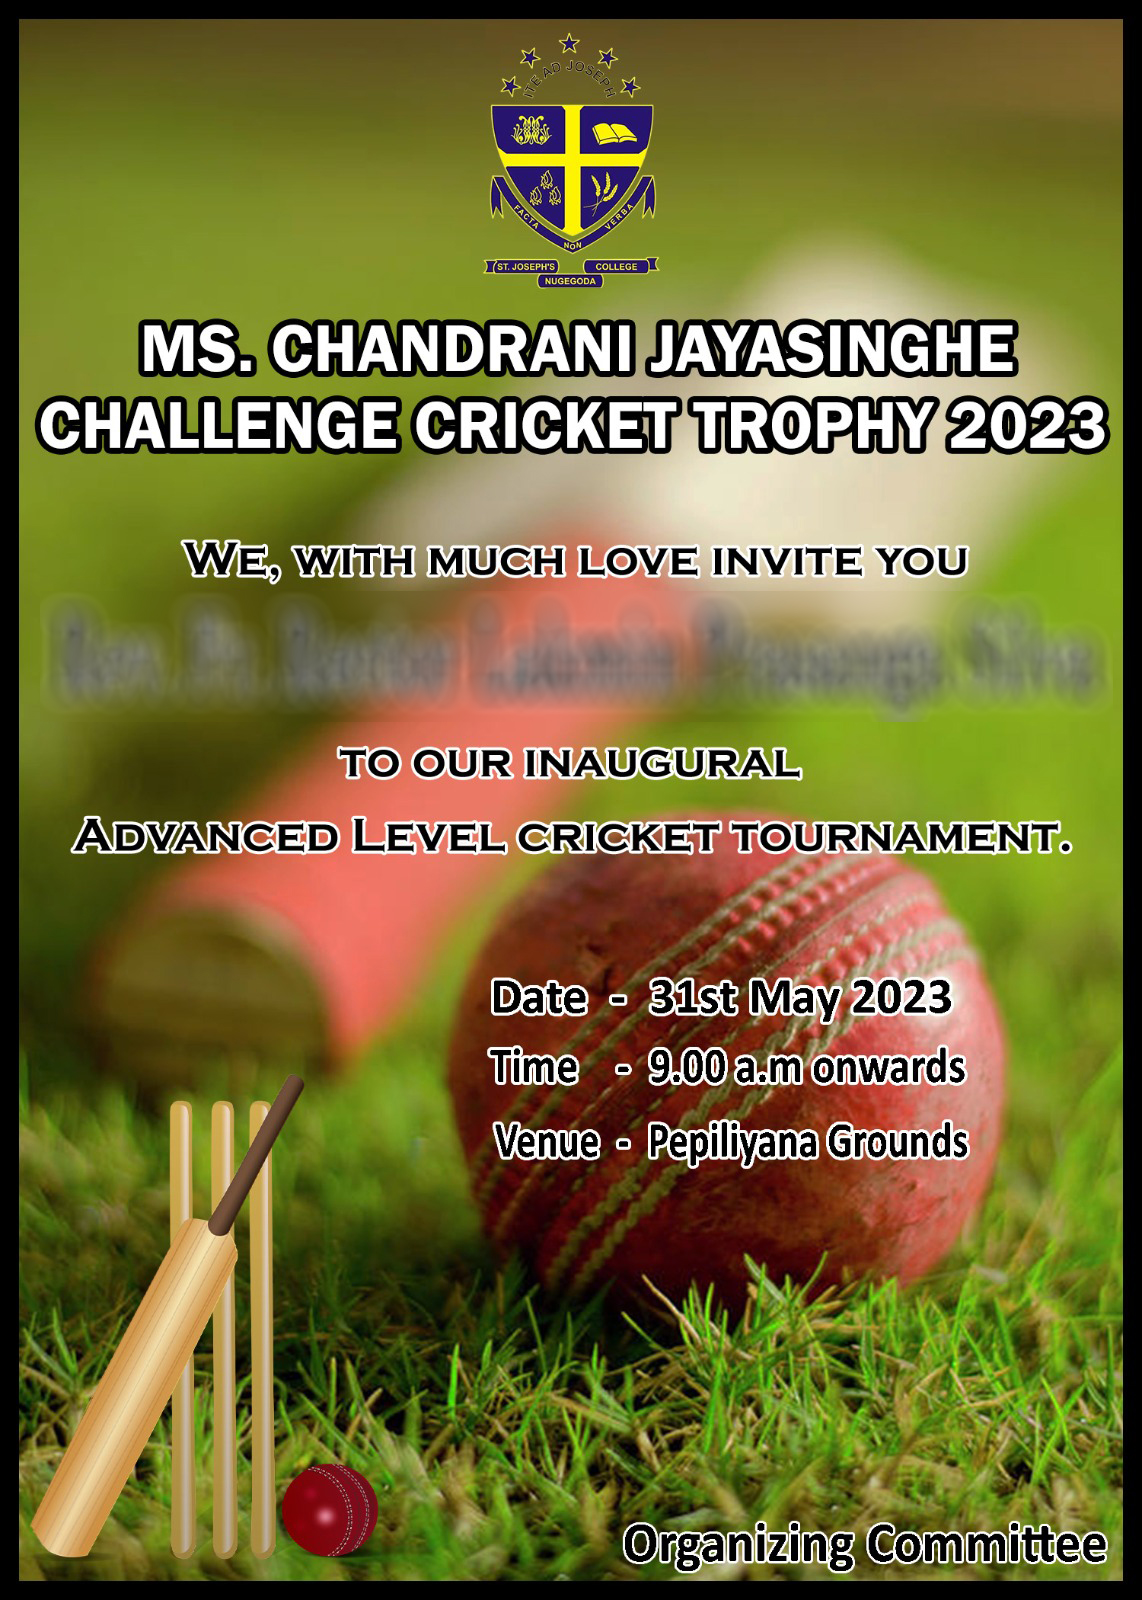 ITE AD JOSEPH
FACTA NON VERBA
ST. JOSEPH'S COLLEGE
NUGEGODA
MS. CHANDRANI JAYASINGHE
CHALLENGE CRICKET TROPHY 2023
WE, WITH MUCH LOVE INVITE YOU
TO OUR INAUGURAL
ADVANCED LEVEL CRICKET TOURNAMENT.
Date - 31st May 2023
Time - 9.00 a.m onwards
Venue - Pepiliyana Grounds
Organizing Committee